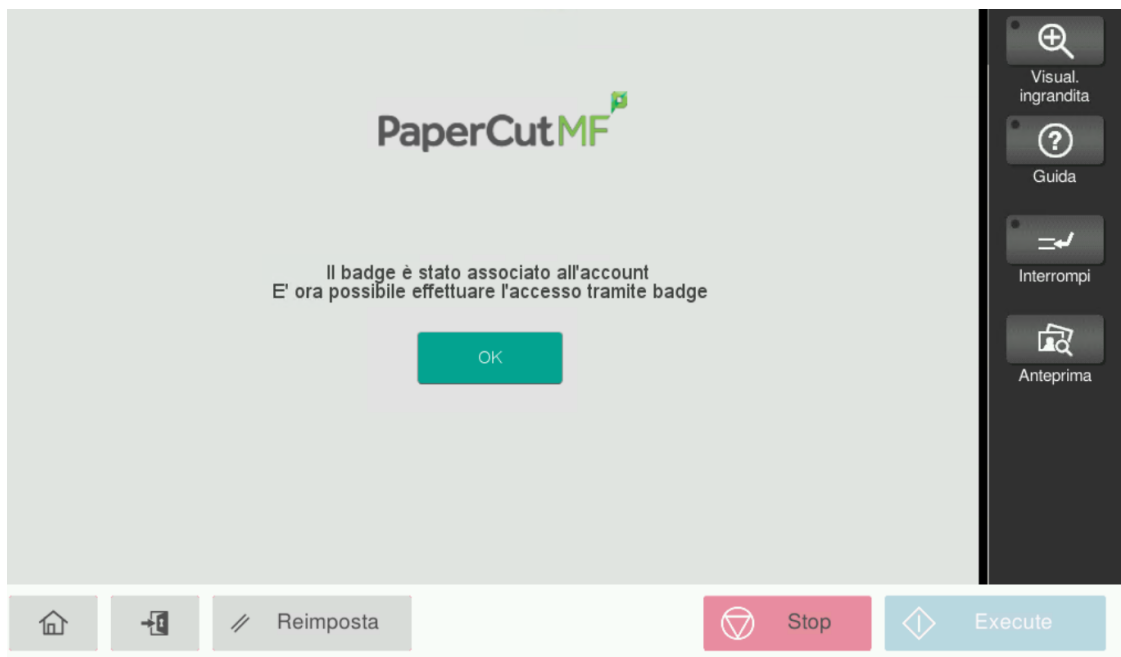 PaperCutMF
Il badge è stato associato all'account
E' ora possibile effettuare l'accesso tramite badge
OK
Visual.
ingrandita
Guida
Interrompi
Anteprima
Reimposta
Stop
Execute